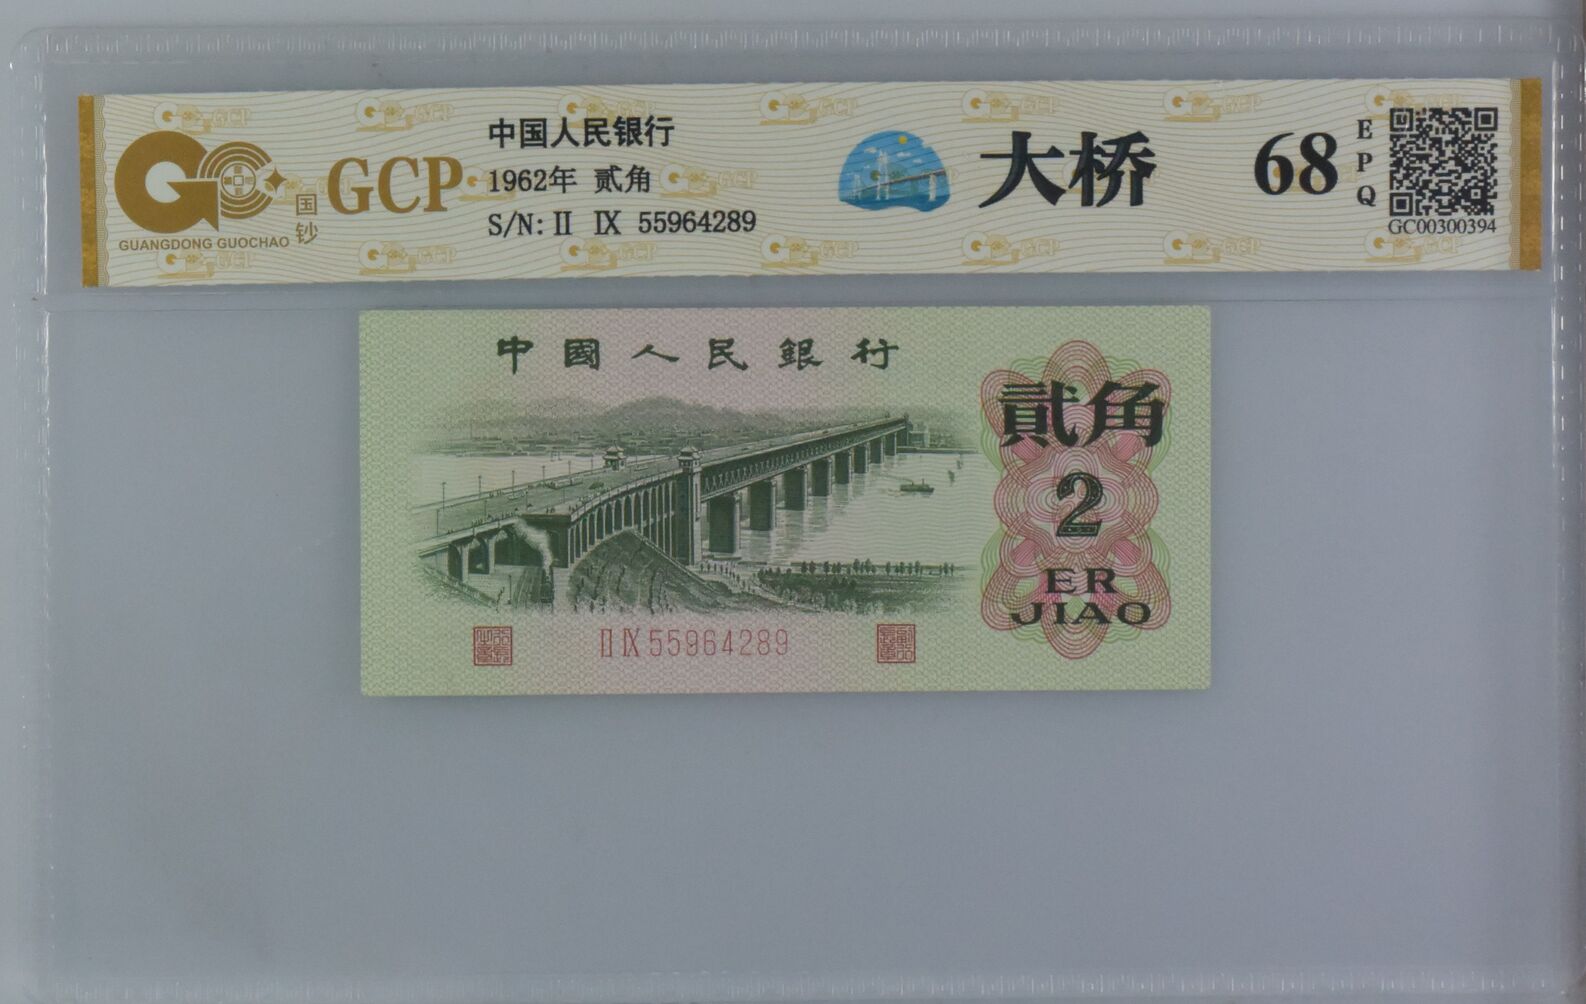 GCP
国钞
GUANGDONG GUOCHAO
中国人民银行
1962年 贰角
S/N: II IX 55964289
大桥
68
EPQ
GC00300394
中國人民銀行
貳角
2
ER
JIAO
II IX 55964289